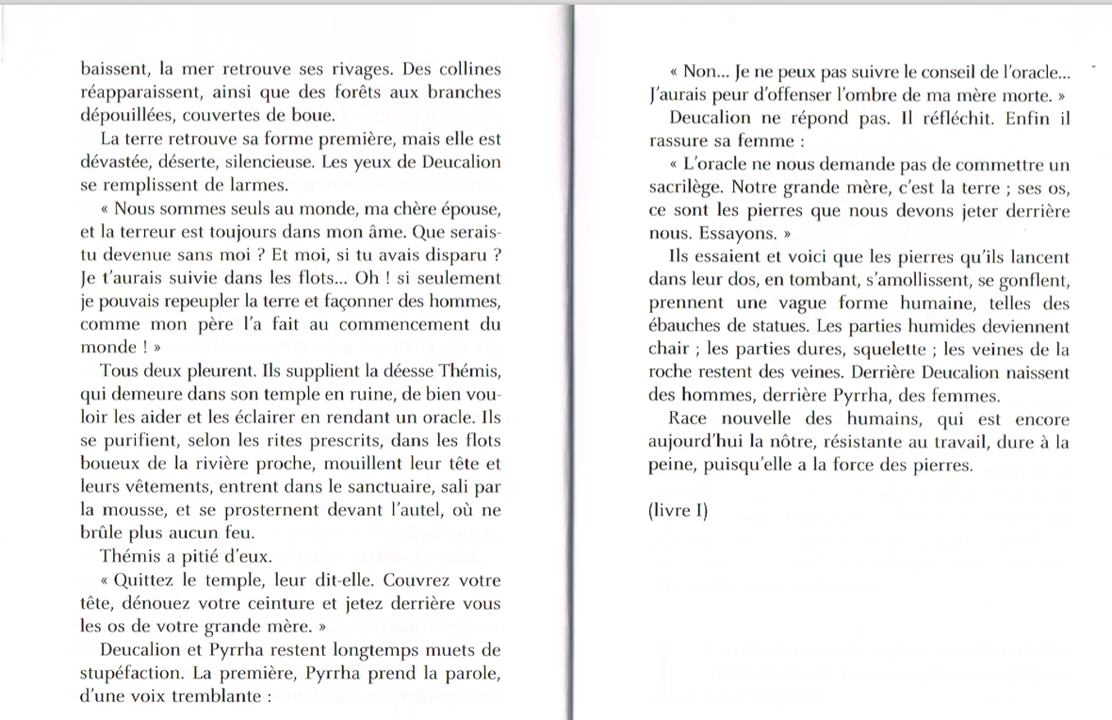 baissent, la mer retrouve ses rivages. Des collines
réapparaissent, ainsi que des forêts aux branches
dépouillées, couvertes de boue.
La terre retrouve sa forme première, mais elle est
dévastée, déserte, silencieuse. Les yeux de Deucalion
se remplissent de larmes.
« Nous sommes seuls au monde, ma chère épouse,
et la terreur est toujours dans mon âme. Que serais-
tu devenue sans moi ? Et moi, si tu avais disparu ?
Je t'aurais suivie dans les flots... Oh ! si seulement
je pouvais repeupler la terre et façonner des hommes,
comme mon père l'a fait au commencement du
monde ! »
Tous deux pleurent. Ils supplient la déesse Thémis,
qui demeure dans son temple en ruine, de bien vou-
loir les aider et les éclairer en rendant un oracle. Ils
se purifient, selon les rites prescrits, dans les flots
boueux de la rivière proche, mouillent leur tête et
leurs vêtements, entrent dans le sanctuaire, sali par
la mousse, et se prosternent devant l'autel, où ne
brûle plus aucun feu.
Thémis a pitié d'eux.
« Quittez le temple, leur dit-elle. Couvrez votre
tête, dénouez votre ceinture et jetez derrière vous
les os de votre grande mère. »
Deucalion et Pyrrha restent longtemps muets de
stupéfaction. La première, Pyrrha prend la parole,
d'une voix tremblante :
« Non... Je ne peux pas suivre le conseil de l'oracle...
J'aurais peur d'offenser l'ombre de ma mère morte. »
Deucalion ne répond pas. Il réfléchit. Enfin il
rassure sa femme :
« L'oracle ne nous demande pas de commettre un
sacrilège. Notre grande mère, c'est la terre ; ses os,
ce sont les pierres que nous devons jeter derrière
nous. Essayons. »
Ils essaient et voici que les pierres qu'ils lancent
dans leur dos, en tombant, s'amollissent, se gonflent,
prennent une vague forme humaine, telles des
ébauches de statues. Les parties humides deviennent
chair ; les parties dures, squelette ; les veines de la
roche restent des veines. Derrière Deucalion naissent
des hommes, derrière Pyrrha, des femmes.
Race nouvelle des humains, qui est encore
aujourd'hui la nôtre, résistante au travail, dure à la
peine, puisqu'elle a la force des pierres.
(livre I)